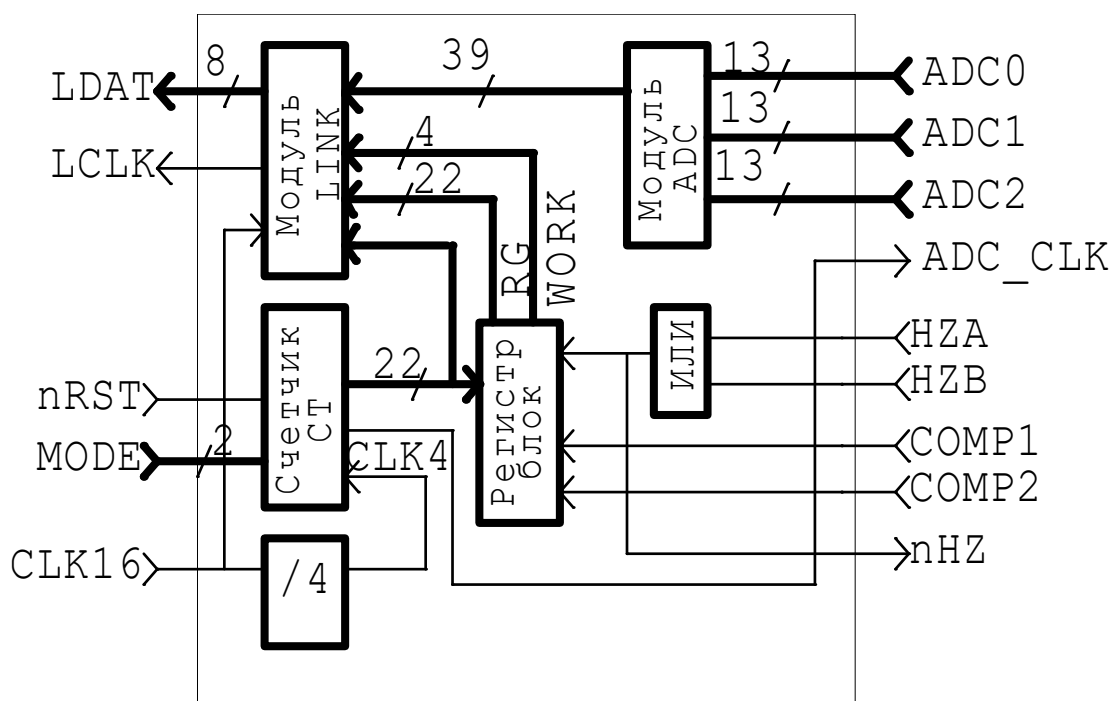 LDAT
8
LCLK
Модуль
LINK
39
4
22
13
13
13
Модуль
ADC
ADC0
ADC1
ADC2
ADC_CLK
RG
WORK
nRST
MODE
2
Счетчик
СТ
22
CLK4
Регистр
блок
ИЛИ
HZA
HZB
COMP1
COMP2
nHZ
CLK16
/4